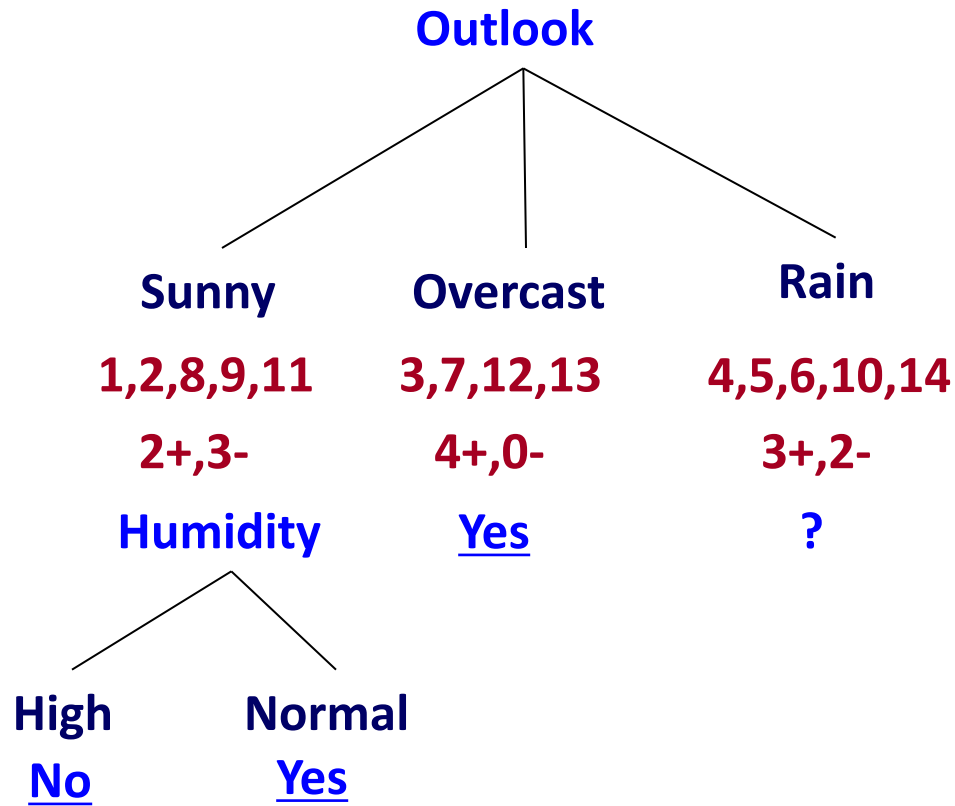 Outlook
Sunny Overcast Rain
1,2,8,9,11 3,7,12,13 4,5,6,10,14
2+,3- 4+,0- 3+,2-
Humidity Yes ?
High Normal
No Yes